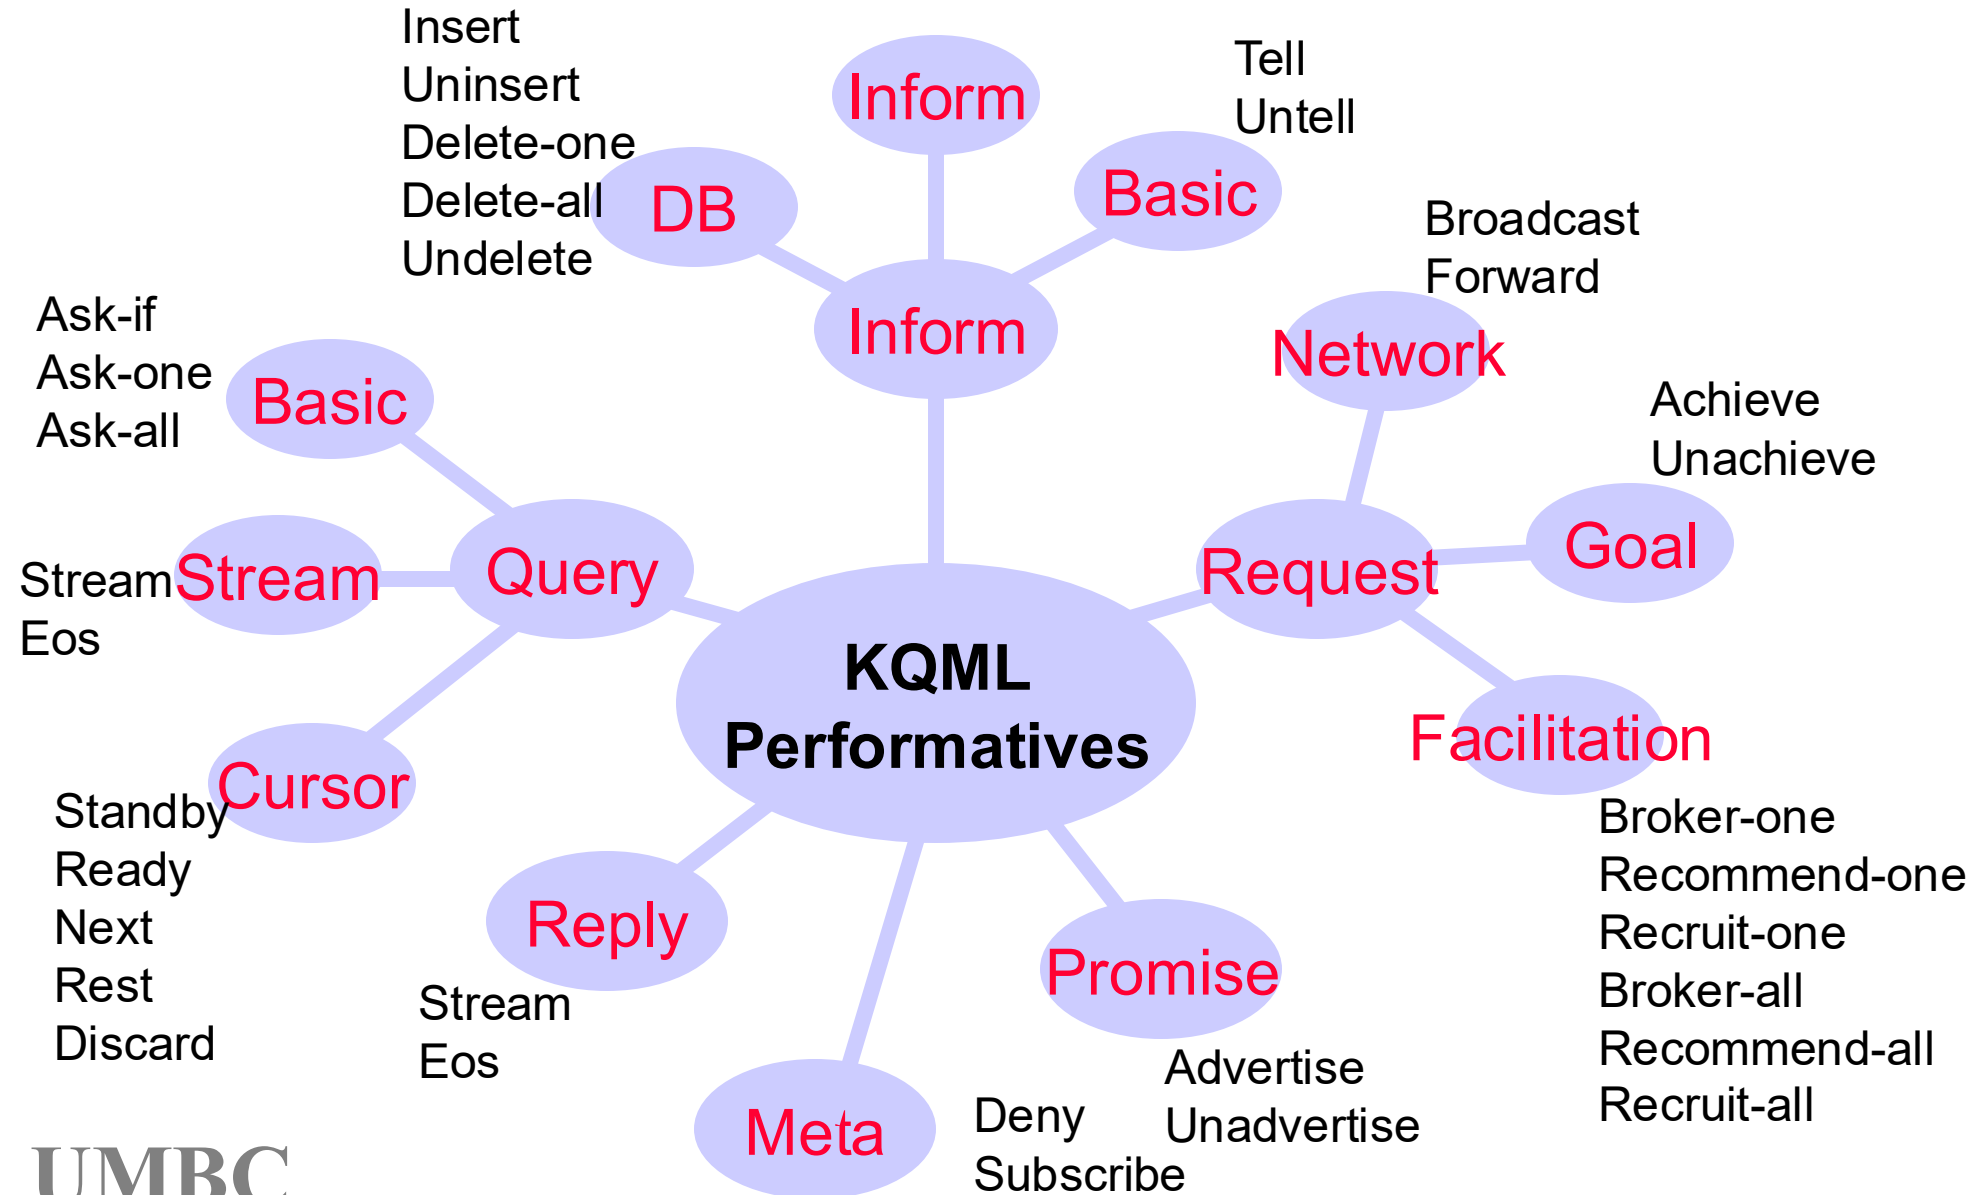 Insert
Uninsert
Delete-one
Delete-all
Undelete
DB
Inform
Tell
Untell
Basic
Inform
Broadcast
Forward
Network
Achieve
Unachieve
Goal
Request
Facilitation
Broker-one
Recommend-one
Recruit-one
Broker-all
Recommend-all
Recruit-all
Ask-if
Ask-one
Ask-all
Basic
Stream
Eos
Stream
Query
Cursor
Standby
Ready
Next
Rest
Discard
KQML
Performatives
Reply
Stream
Eos
Meta
Deny
Subscribe
Promise
Advertise
Unadvertise
UMBC